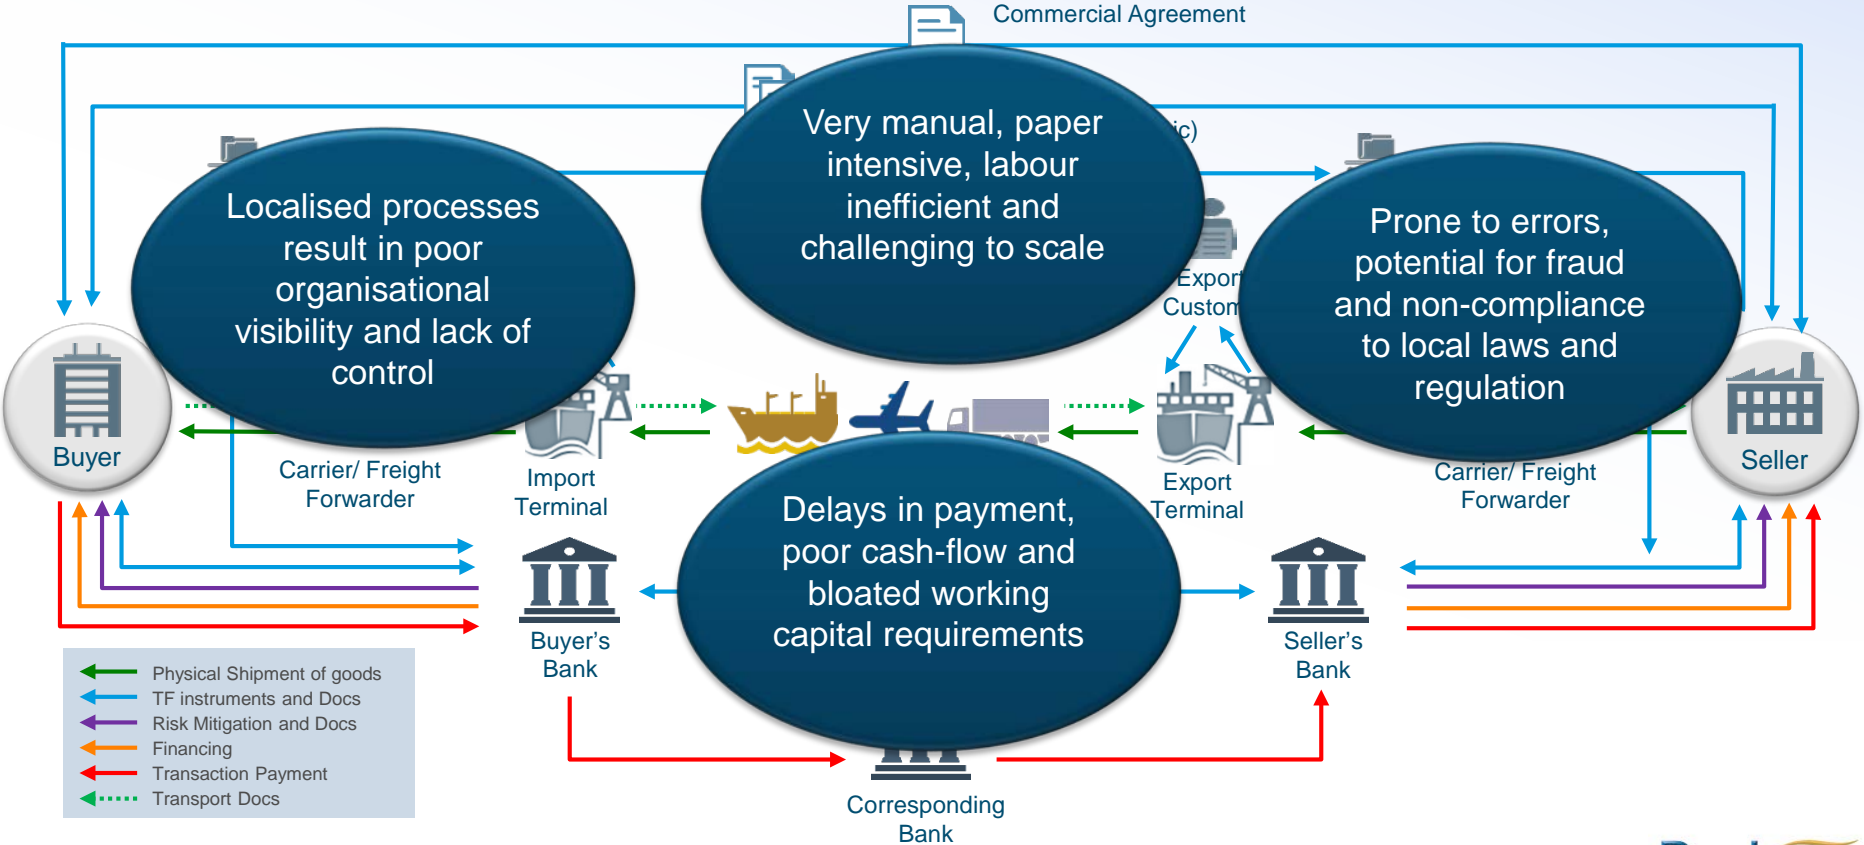 Commercial Agreement
Very manual, paper
intensive, labour
inefficient and
challenging to scale
Localised processes
result in poor
organisational
visibility and lack of
control
Prone to errors,
potential for fraud
and non-compliance
to local laws and
regulation
Export
Custom
Buyer
Carrier/ Freight
Forwarder
Import
Terminal
Export
Terminal
Carrier/ Freight
Forwarder
Seller
Delays in payment,
poor cash-flow and
bloated working
capital requirements
Buyer's
Bank
Seller's
Bank
Physical Shipment of goods
TF instruments and Docs
Risk Mitigation and Docs
Financing
Transaction Payment
Transport Docs
Corresponding
Bank